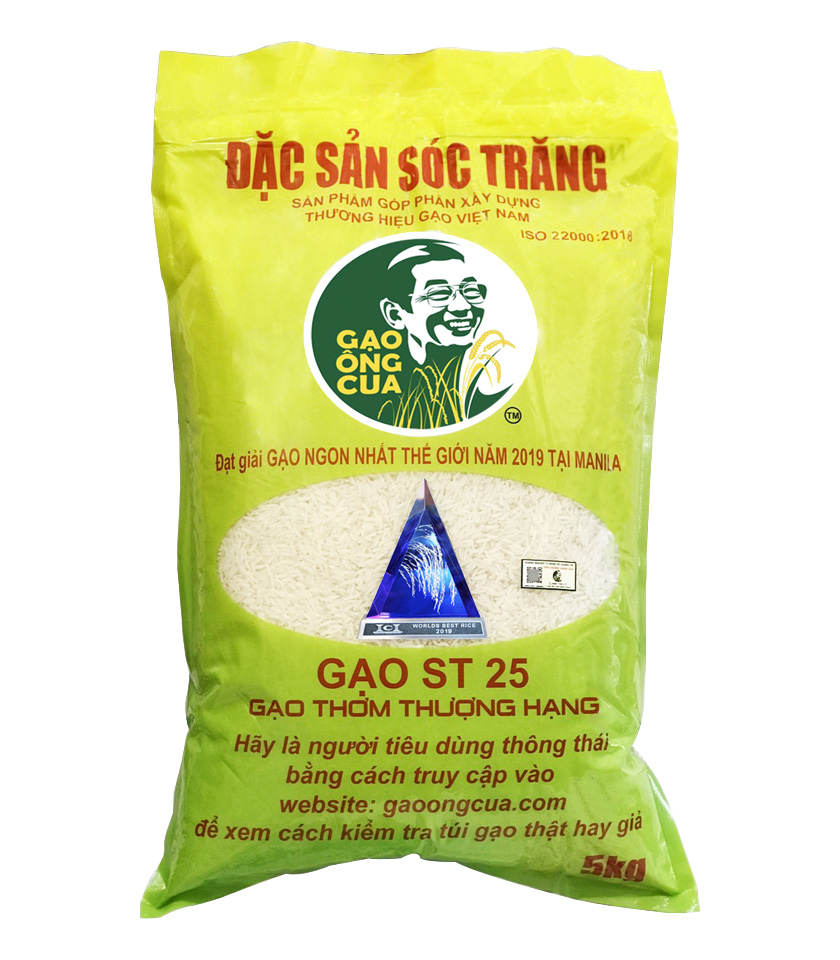 ĐẶC SẢN SÓC TRĂNG
SẢN PHẨM GÓP PHẦN XÂY DỰNG
THƯƠNG HIỆU GẠO VIỆT NAM
ISO 22000:2018
GẠO
ÔNG
CUA
TM
Đạt giải GẠO NGON NHẤT THẾ GIỚI NĂM 2019 TẠI MANILA
WORLDS BEST RICE
2019
GẠO ST 25
GẠO THƠM THƯỢNG HẠNG
Hãy là người tiêu dùng thông thái
bằng cách truy cập vào
website: gaoongcua.com
để xem cách kiểm tra túi gạo thật hay giả
5kg